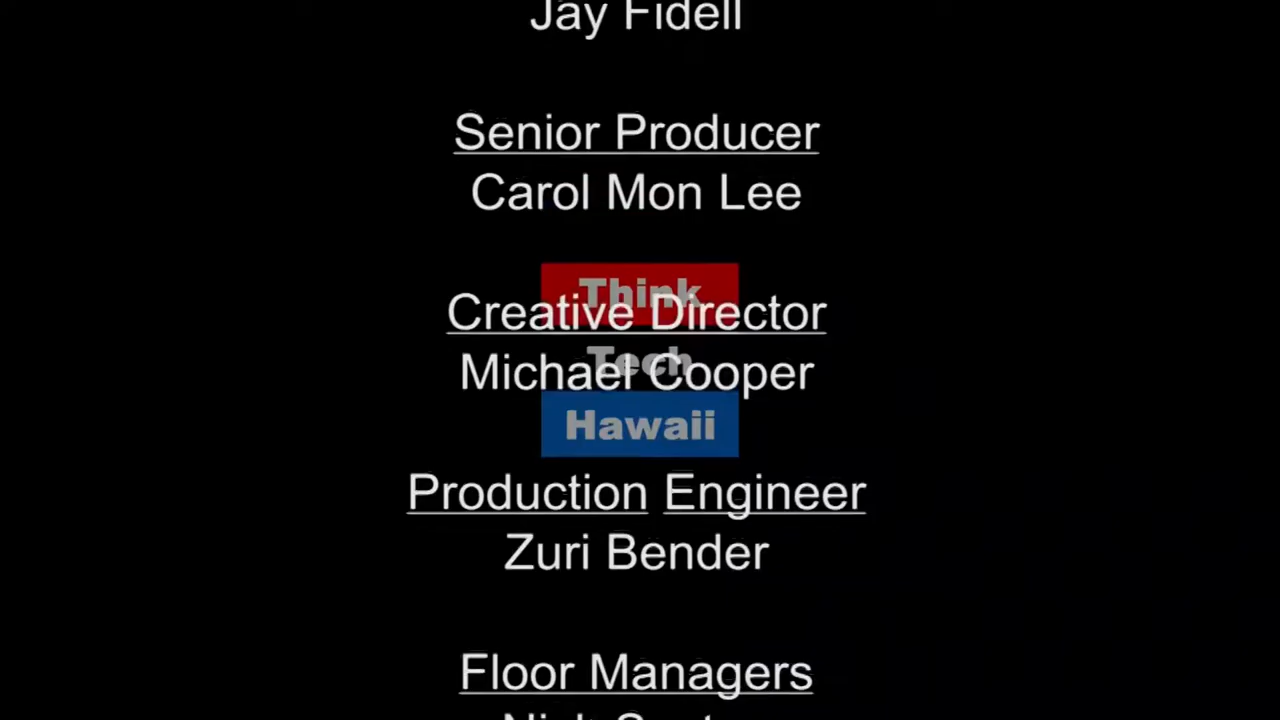 Jay Fidell
Senior Producer
Carol Mon Lee
Think
Creative Director
Tech
Michael Cooper
Hawaii
Production Engineer
Zuri Bender
Floor Managers